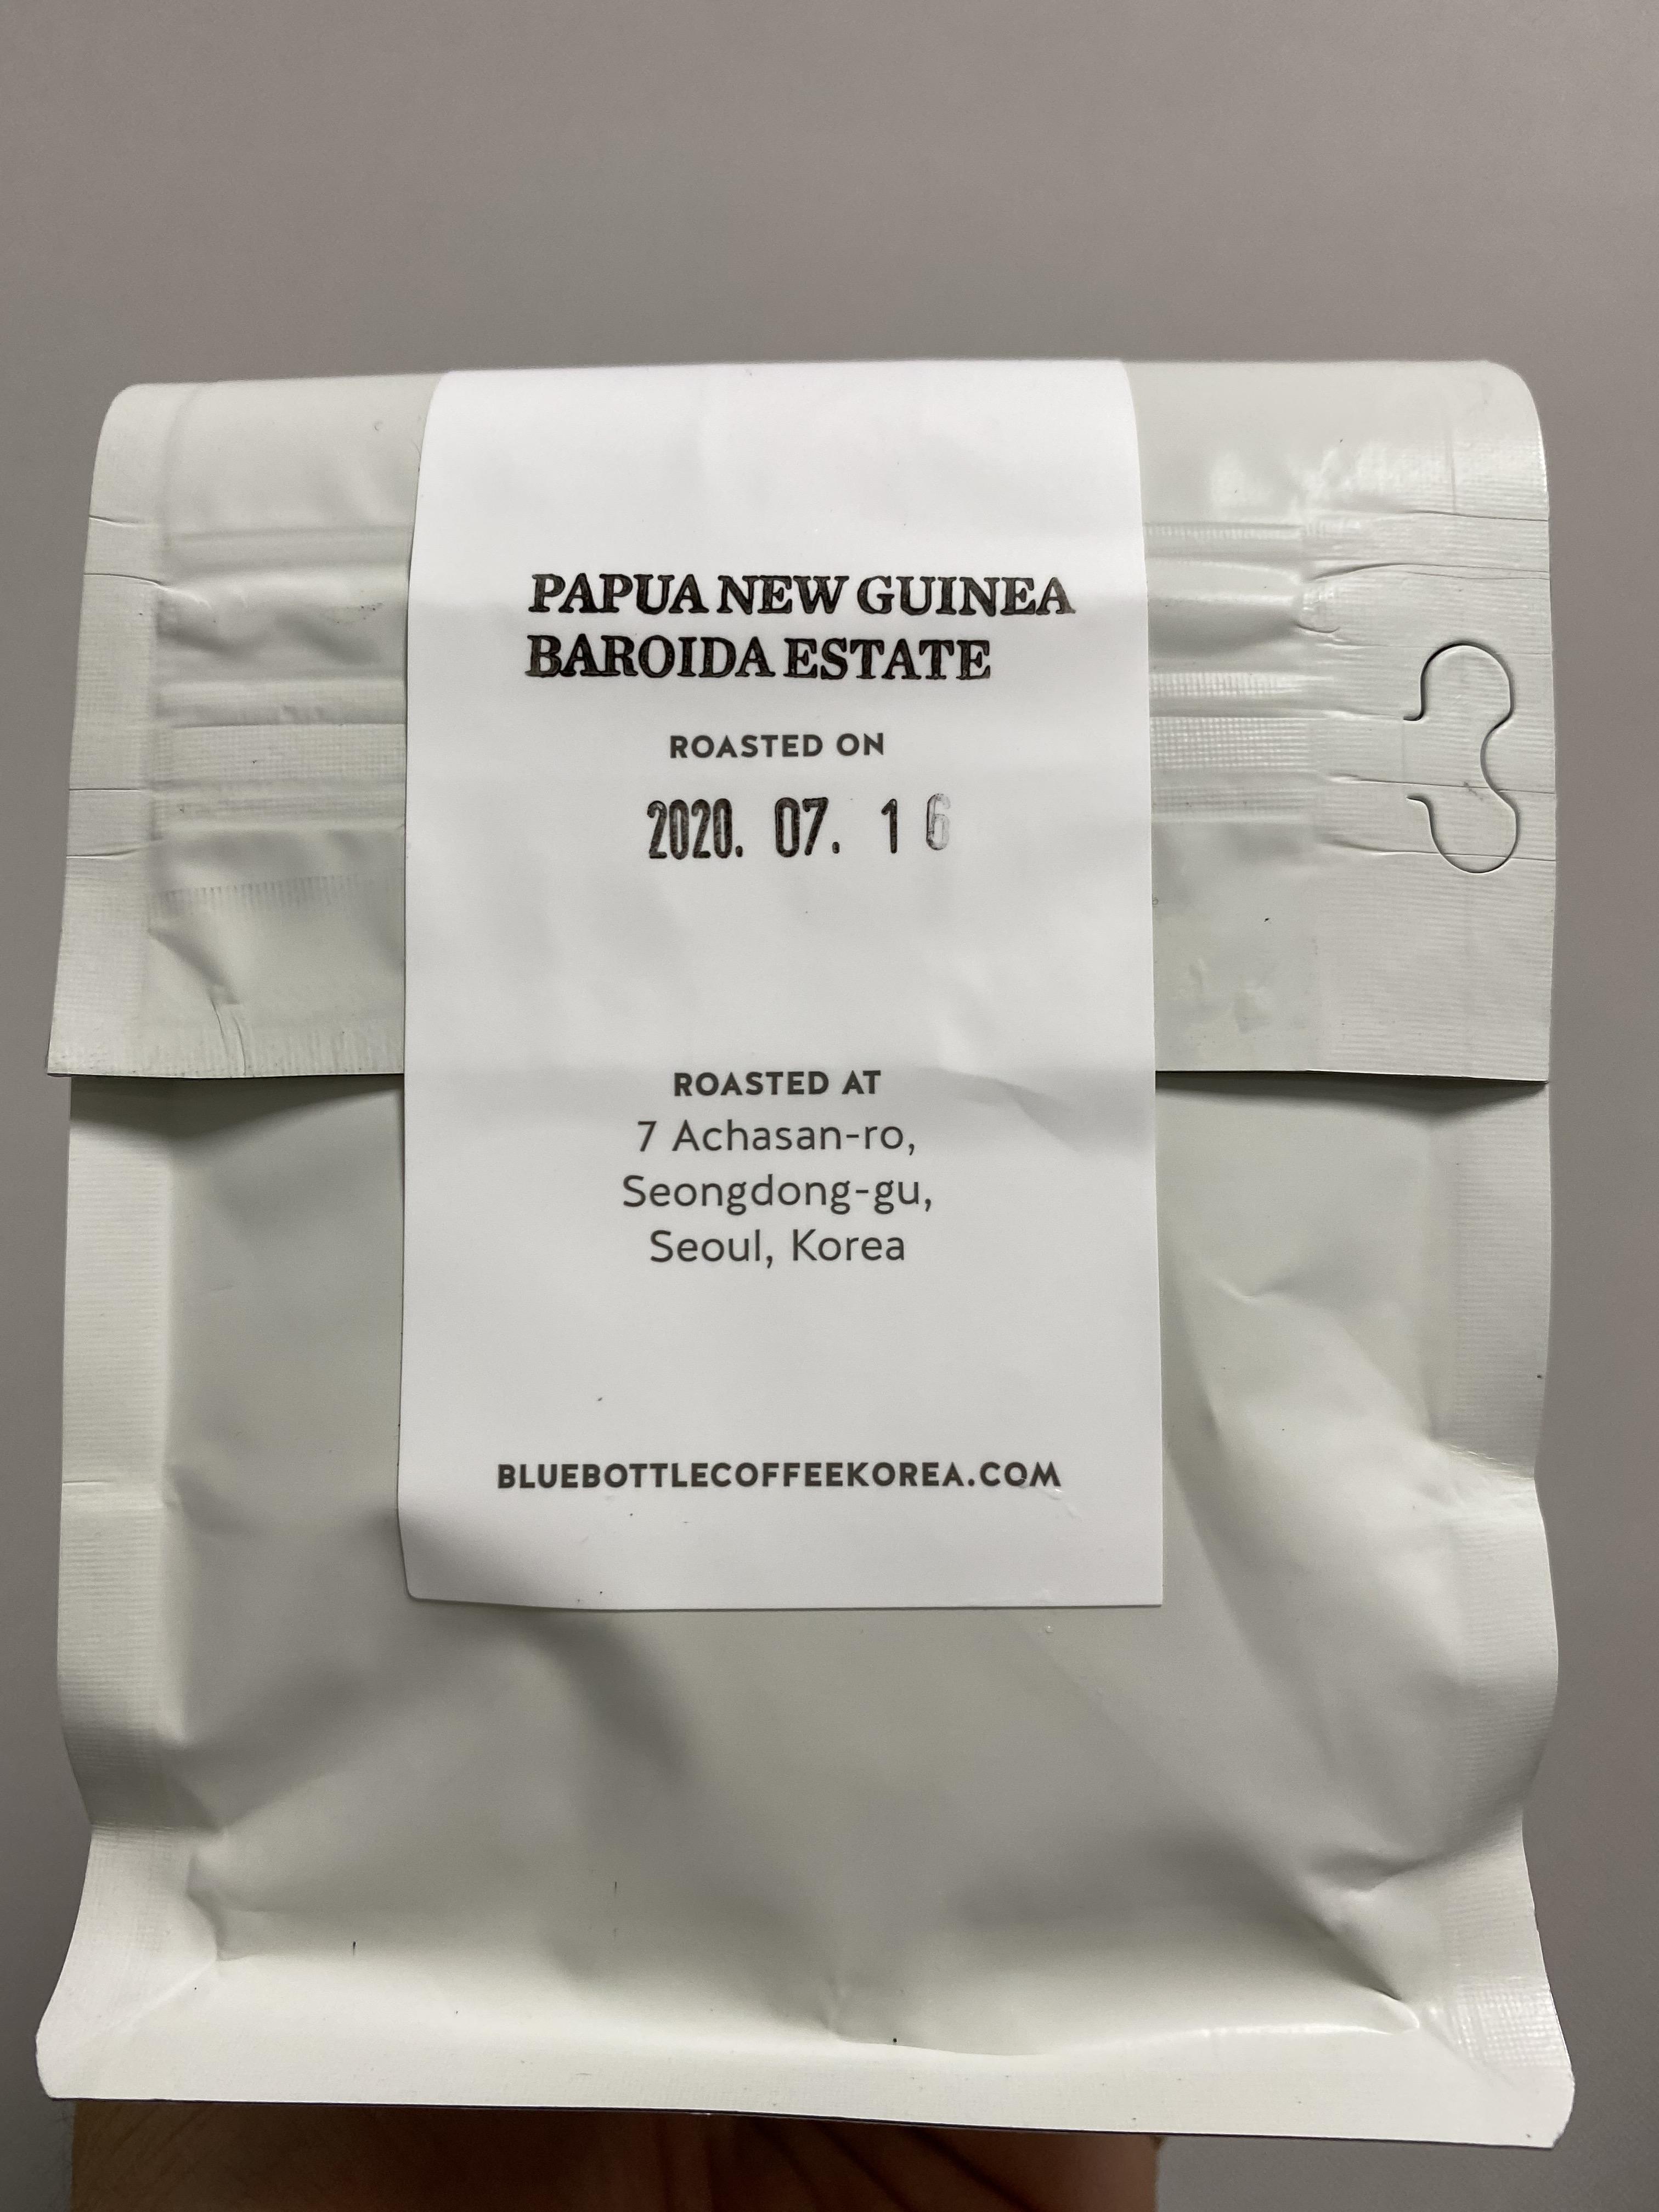 PAPUA NEW GUINEA
BAROIDA ESTATE
ROASTED ON
2020. 07. 16
ROASTED AT
7 Achasan-ro,
Seongdong-gu,
Seoul, Korea
BLUEBOTTLECOFFEEKOREA.COM